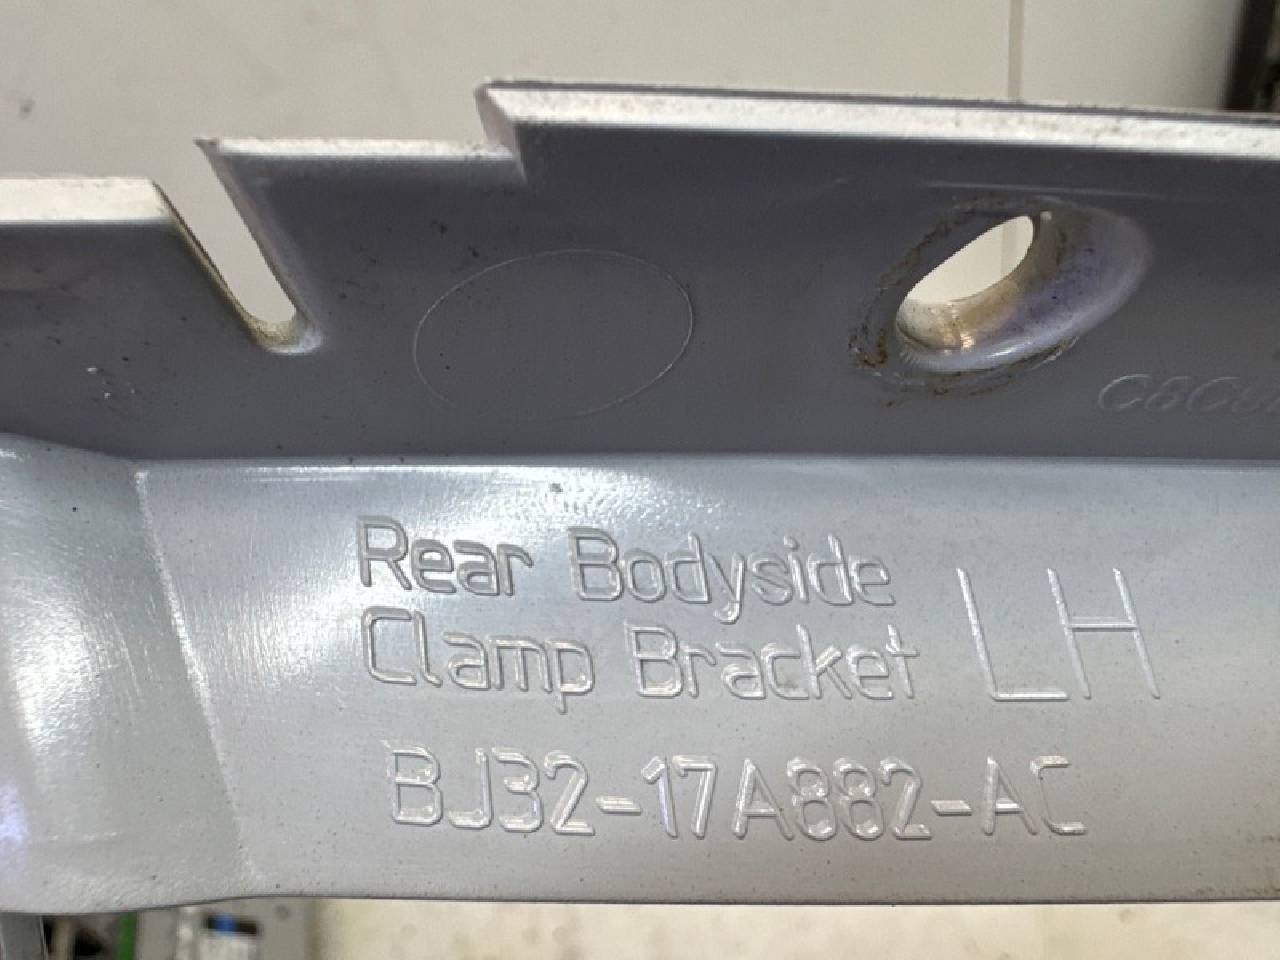 Rear Bodyside
Clamp Bracket LH
BJ32-17A882-AC